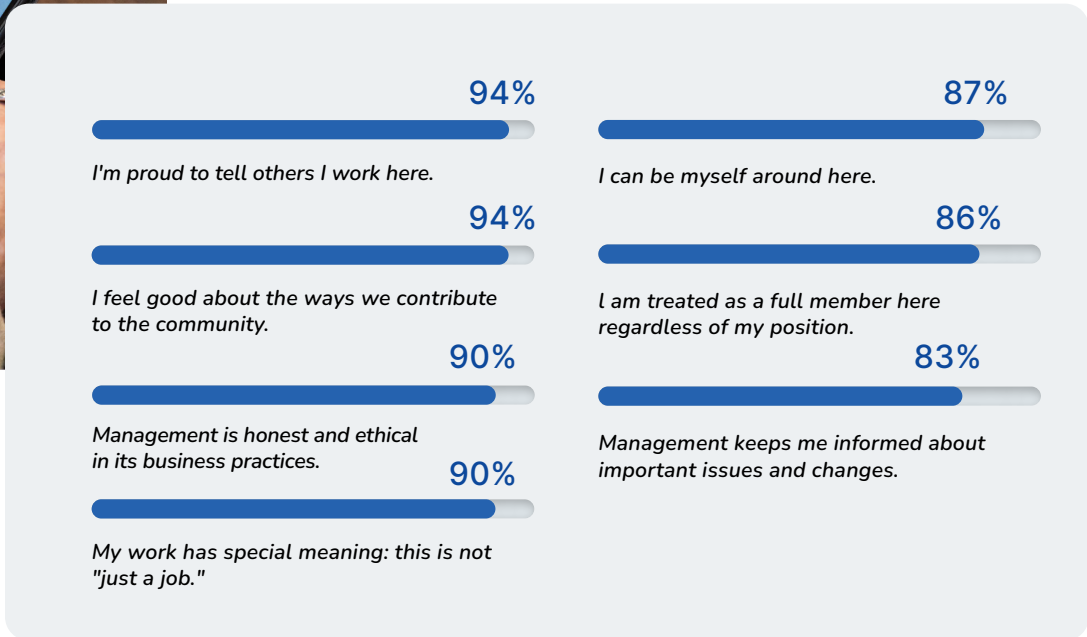 94%
I'm proud to tell others I work here.
94%
I feel good about the ways we contribute
to the community.
90%
Management is honest and ethical
in its business practices.
90%
My work has special meaning: this is not
"just a job."
87%
I can be myself around here.
86%
l am treated as a full member here
regardless of my position.
83%
Management keeps me informed about
important issues and changes.